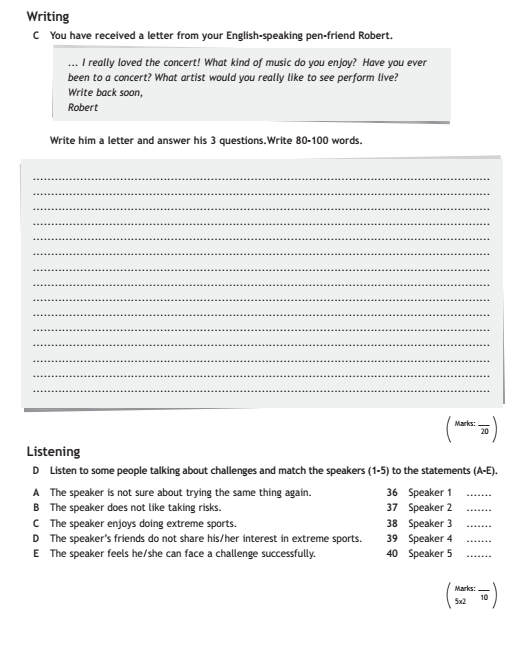 Writing
C You have received a letter from your English-speaking pen-friend Robert.
... I really loved the concert! What kind of music do you enjoy? Have you ever
been to a concert? What artist would you really like to see perform live?
Write back soon,
Robert
Write him a letter and answer his 3 questions.Write 80-100 words.
Marks: __
20
Listening
D Listen to some people talking about challenges and match the speakers (1-5) to the statements (A-E).
A The speaker is not sure about trying the same thing again. 36 Speaker 1 .......
B The speaker does not like taking risks. 37 Speaker 2 .......
C The speaker enjoys doing extreme sports. 38 Speaker 3 .......
D The speaker's friends do not share his/her interest in extreme sports. 39 Speaker 4 .......
E The speaker feels he/she can face a challenge successfully. 40 Speaker 5 .......
Marks: __
5x2 10